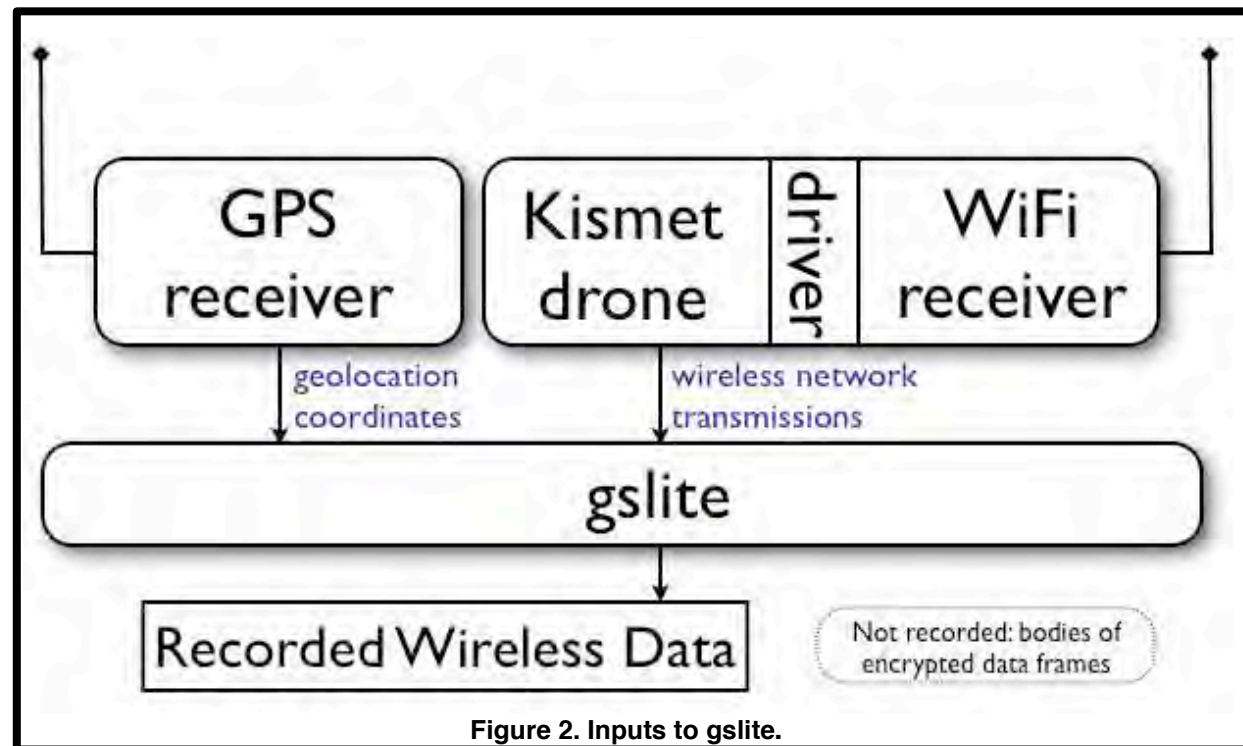 GPS
receiver
Kismet
drone
driver
WiFi
receiver
geolocation
coordinates
wireless network
transmissions
gslite
Recorded Wireless Data
Not recorded: bodies of
encrypted data frames
Figure 2. Inputs to gslite.